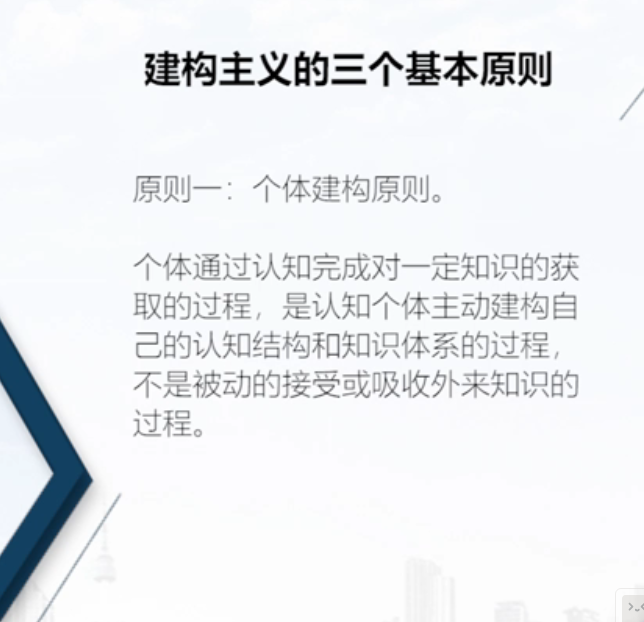 建构主义的三个基本原则
原则一：个体建构原则。
个体通过认知完成对一定知识的获
取的过程，是认知个体主动建构自
己的认知结构和知识体系的过程，
不是被动的接受或吸收外来知识的
过程。